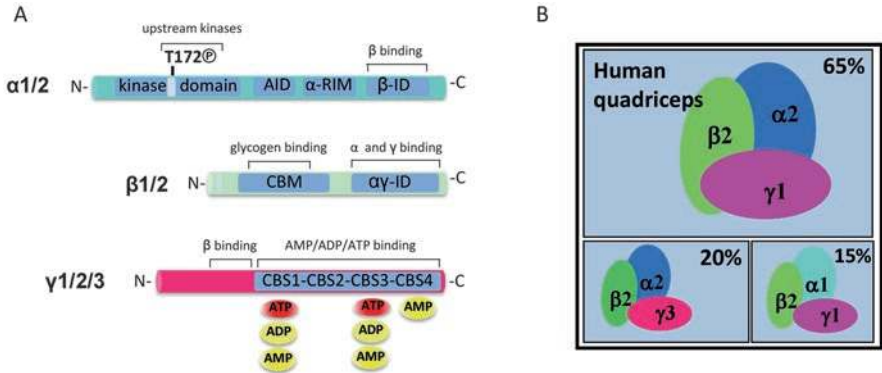 A
upstream kinases
T172Ⓟ
β binding
α1/2
N-
kinase domain
AID
α-RIM
β-ID
-C
glycogen binding
α and γ binding
β1/2
N-
CBM
αγ-ID
-C
β binding
AMP/ADP/ATP binding
γ1/2/3
N-
CBS1-CBS2-CBS3-CBS4
-C
ATP
ATP
AMP
ADP
ADP
AMP
AMP
B
Human
quadriceps
65%
β2
α2
γ1
20%
β2
α2
γ3
15%
β2
α1
γ1